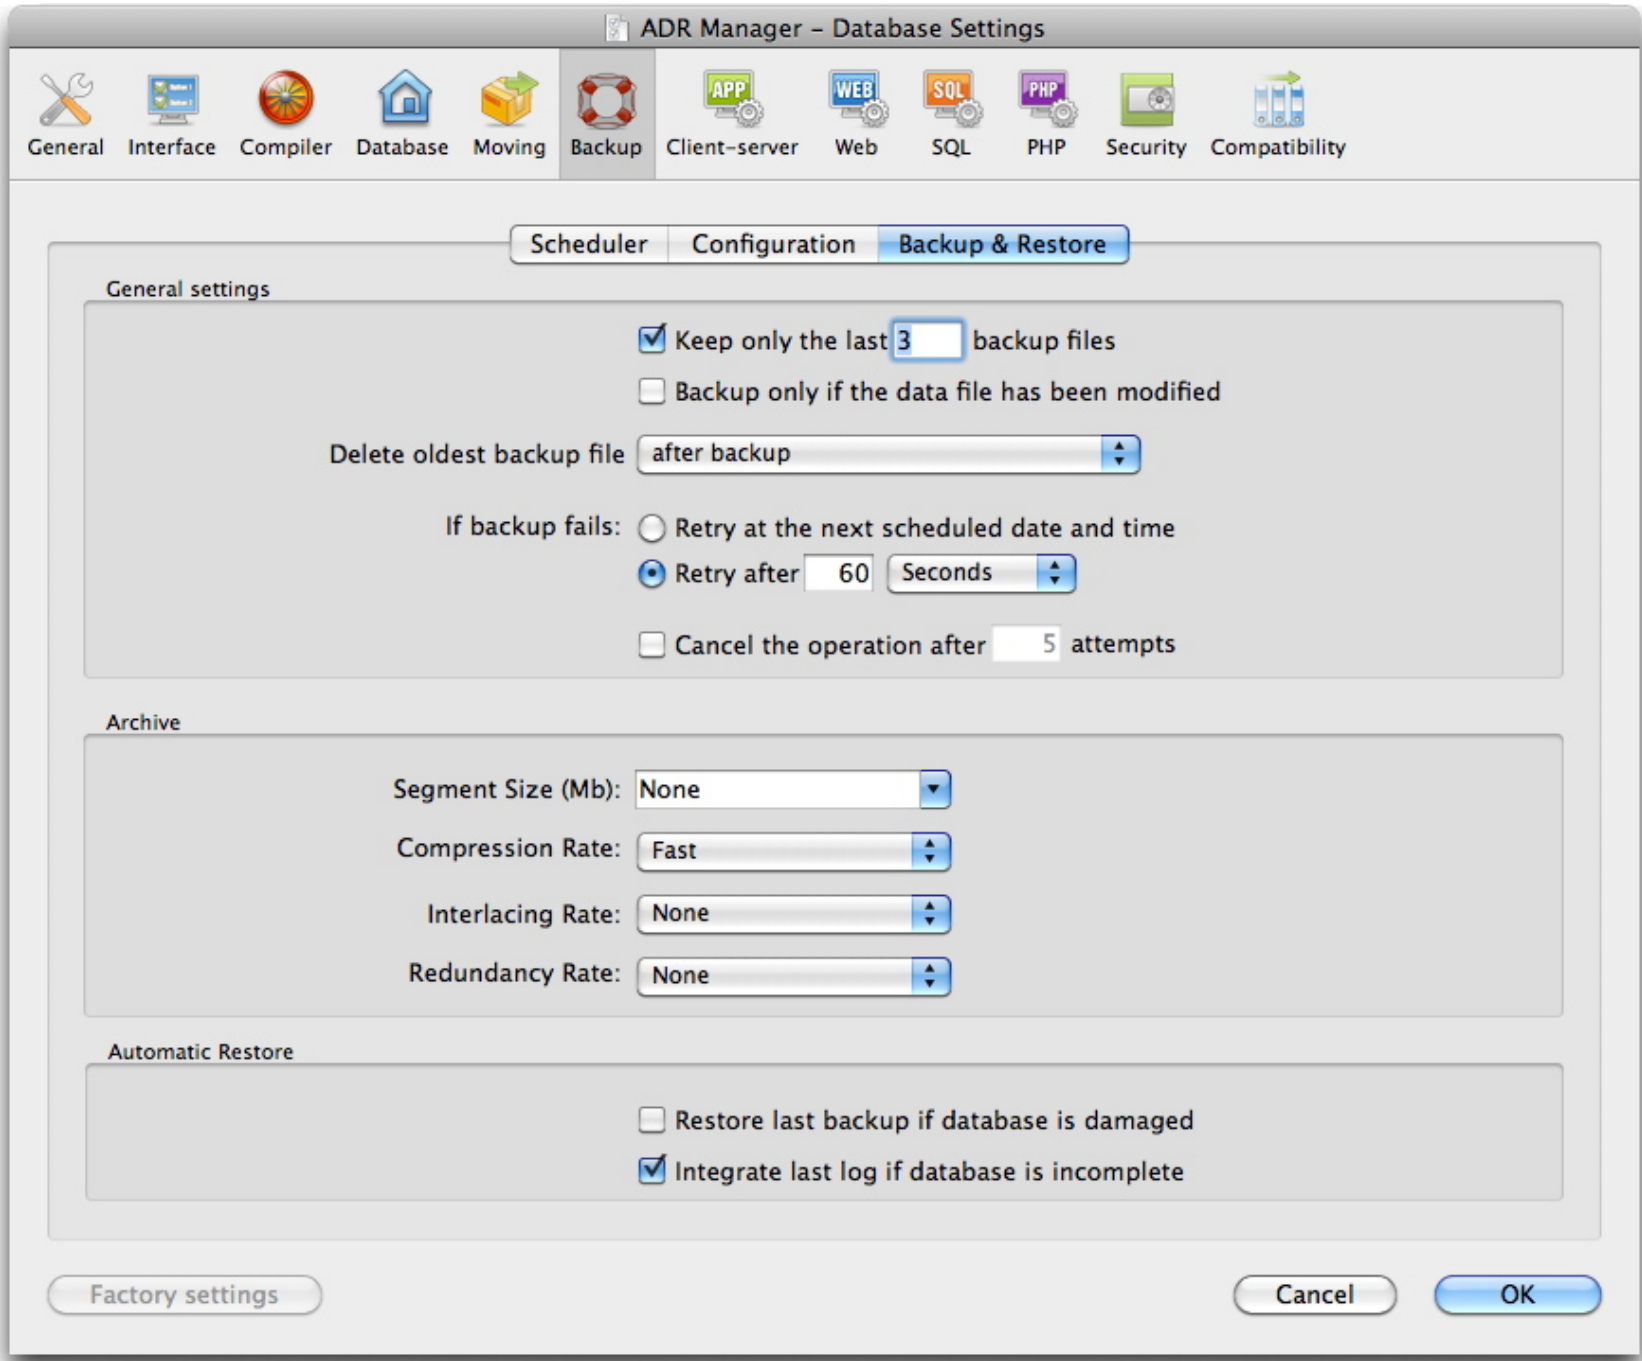 ADR Manager – Database Settings
General Interface Compiler Database Moving Backup Client-server Web SQL PHP Security Compatibility
APP WEB SQL PHP
Scheduler Configuration Backup & Restore
General settings
Keep only the last 3 backup files
Backup only if the data file has been modified
Delete oldest backup file after backup
If backup fails: Retry at the next scheduled date and time
Retry after 60 Seconds
Cancel the operation after 5 attempts
Archive
Segment Size (Mb): None
Compression Rate: Fast
Interlacing Rate: None
Redundancy Rate: None
Automatic Restore
Restore last backup if database is damaged
Integrate last log if database is incomplete
Factory settings Cancel OK